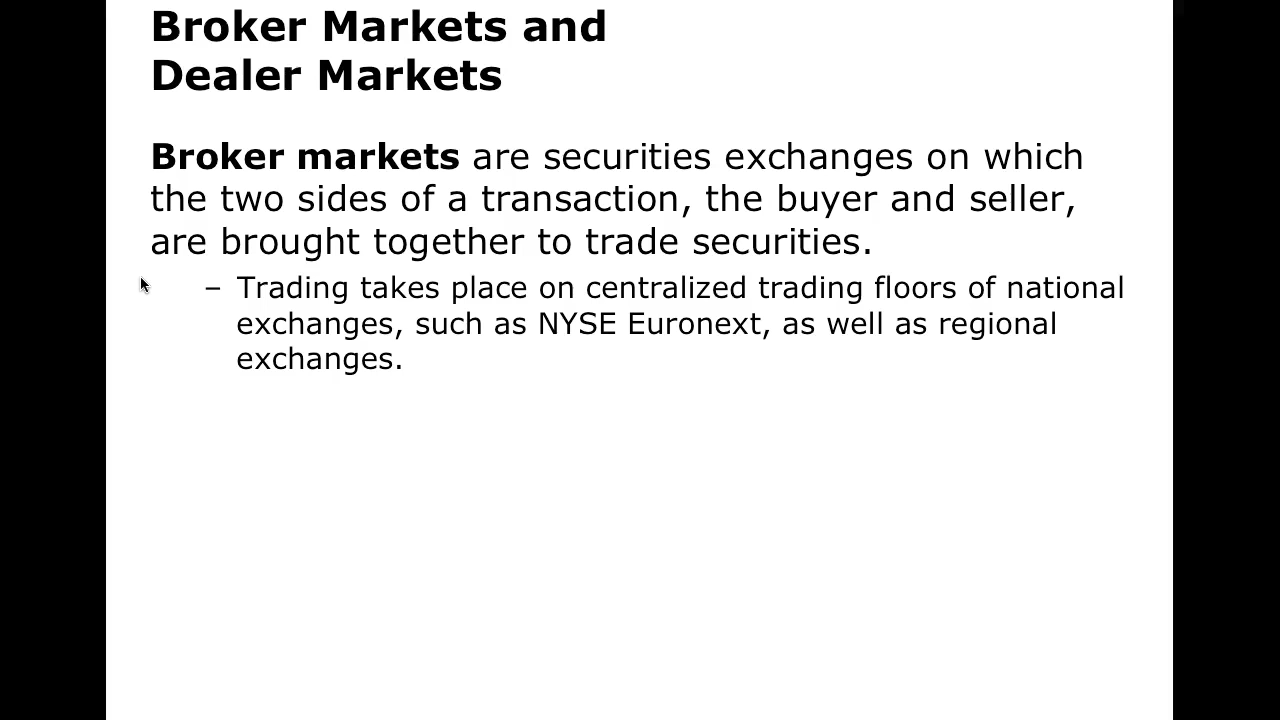 Broker Markets and
Dealer Markets
Broker markets are securities exchanges on which
the two sides of a transaction, the buyer and seller,
are brought together to trade securities.
– Trading takes place on centralized trading floors of national
exchanges, such as NYSE Euronext, as well as regional
exchanges.